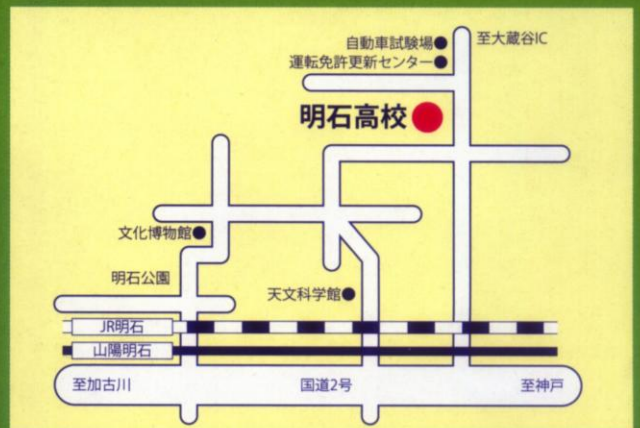 自動車試験場
至大蔵谷IC
運転免許更新センター
明石高校
文化博物館
明石公園
天文科学館
JR明石
山陽明石
至加古川
国道2号
至神戸